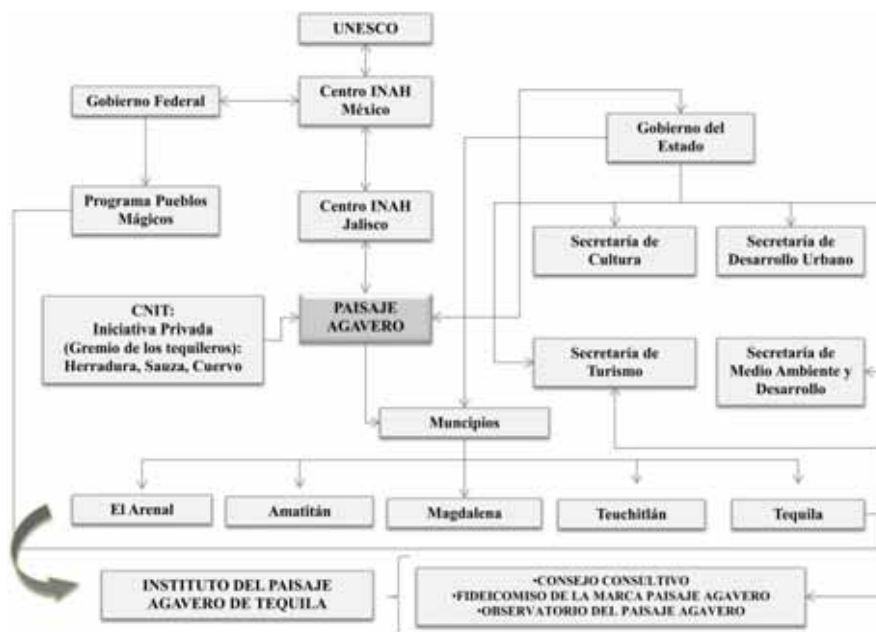 UNESCO
Gobierno Federal
Centro INAH
México
Gobierno del
Estado
Programa Pueblos
Mágicos
Centro INAH
Jalisco
Secretaría de
Cultura
Secretaría de
Desarrollo Urbano
CNIT:
Iniciativa Privada
(Gremio de los tequileros):
Herradura, Sauza, Cuervo
PAISAJE
AGAVERO
Secretaría de
Turismo
Secretaría de
Medio Ambiente y
Desarrollo
Muncipios
El Arenal
Amatitán
Magdalena
Teuchitlán
Tequila
INSTITUTO DEL PAISAJE
AGAVERO DE TEQUILA
•CONSEJO CONSULTIVO
•FIDEICOMISO DE LA MARCA PAISAJE AGAVERO
•OBSERVATORIO DEL PAISAJE AGAVERO